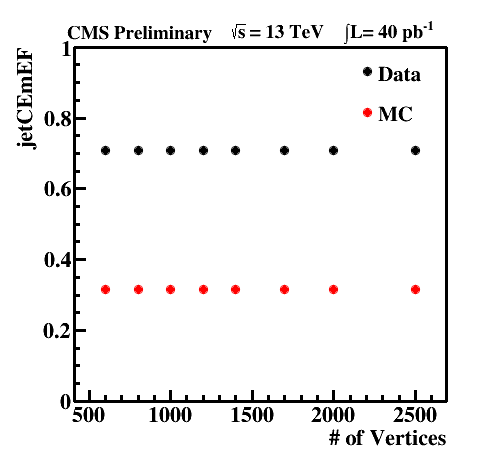 CMS Preliminary √s = 13 TeV ∫L= 40 pb⁻¹
jetCEmEF
Data
MC
1
0.8
0.6
0.4
0.2
0
500 1000 1500 2000 2500
# of Vertices